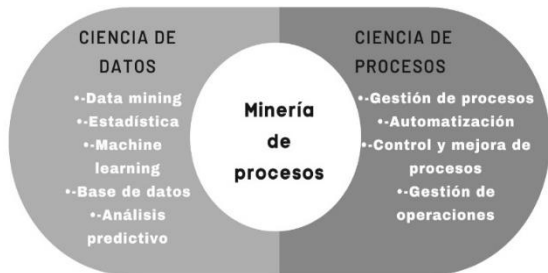 CIENCIA DE
DATOS
•-Data mining
•-Estadística
•-Machine
learning
•-Base de datos
•-Análisis
predictivo
Minería
de
procesos
CIENCIA DE
PROCESOS
•-Gestión de procesos
•-Automatización
•-Control y mejora de
procesos
•-Gestión de
operaciones